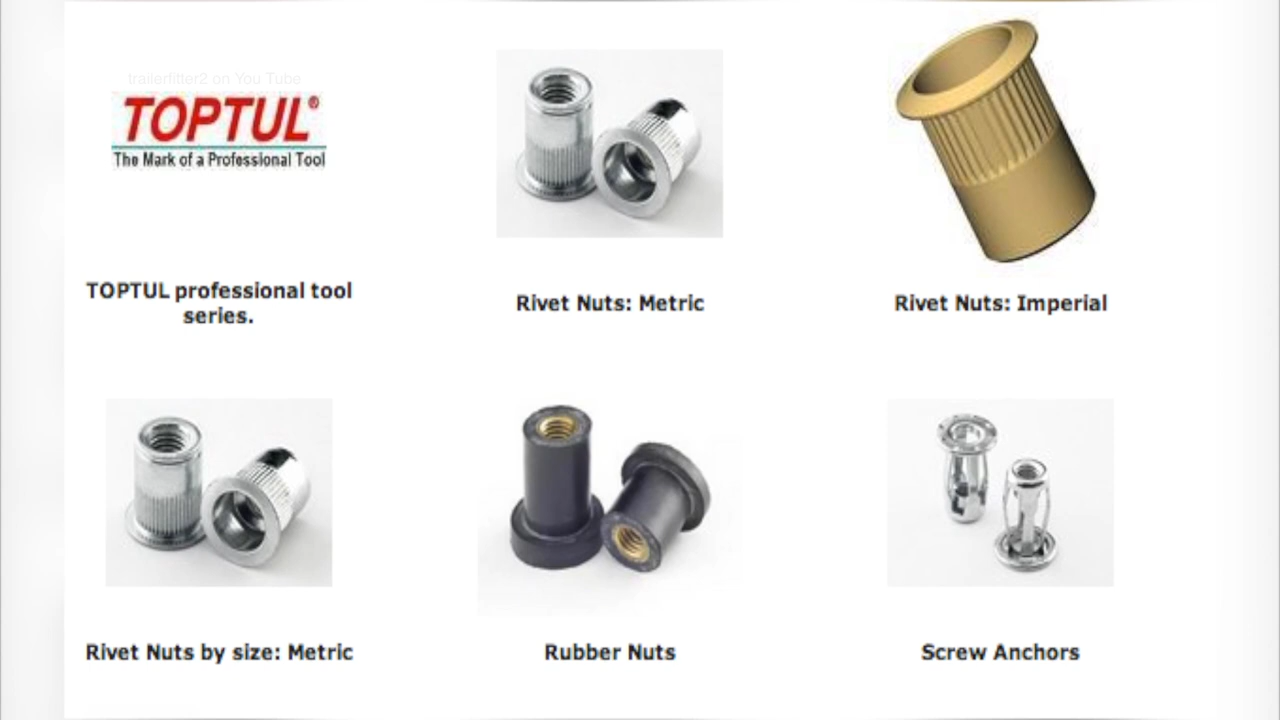 trailerfitter2 on You Tube
TOPTUL®
The Mark of a Professional Tool
TOPTUL professional tool
series.
Rivet Nuts: Metric
Rivet Nuts: Imperial
Rivet Nuts by size: Metric
Rubber Nuts
Screw Anchors